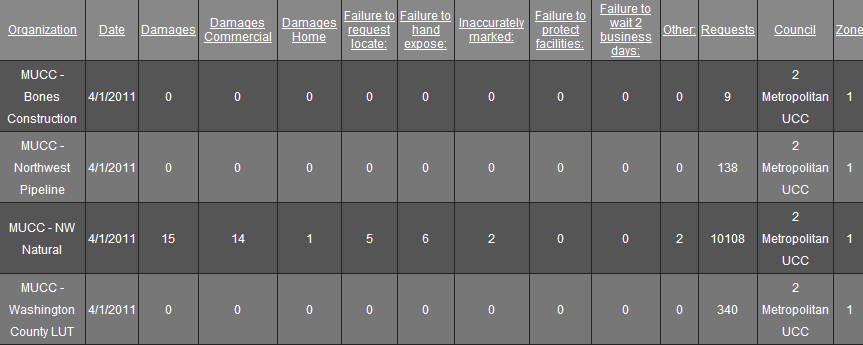 Organization Date Damages Damages Commercial Damages Home Failure to request locate: Failure to hand expose: Inaccurately marked: Failure to protect facilities: Failure to wait 2 business days: Other: Requests Council Zone
MUCC - Bones Construction 4/1/2011 0 0 0 0 0 0 0 0 0 9 2 Metropolitan UCC 1
MUCC - Northwest Pipeline 4/1/2011 0 0 0 0 0 0 0 0 0 138 2 Metropolitan UCC 1
MUCC - NW Natural 4/1/2011 15 14 1 5 6 2 0 0 2 10108 2 Metropolitan UCC 1
MUCC - Washington County LUT 4/1/2011 0 0 0 0 0 0 0 0 0 340 2 Metropolitan UCC 1